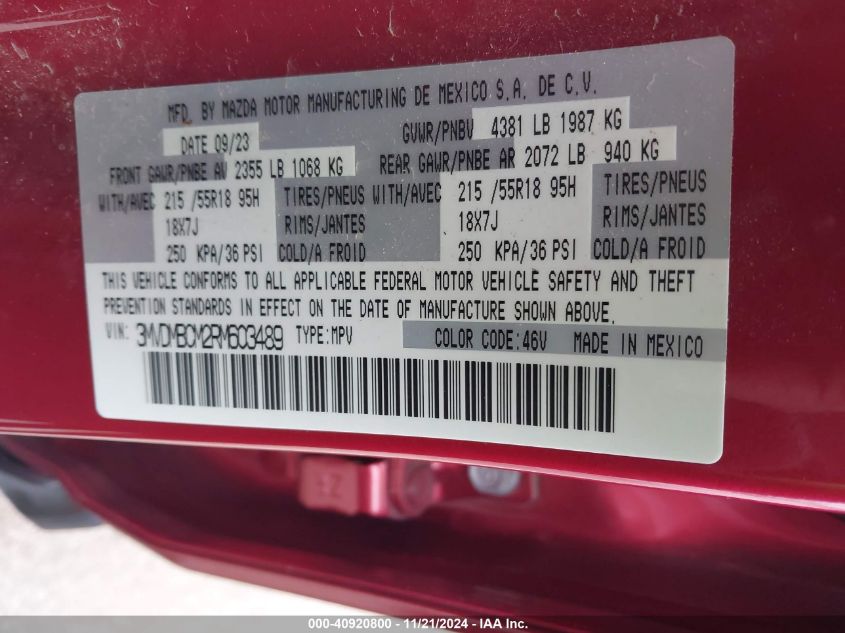 MFD. BY MAZDA MOTOR MANUFACTURING DE MEXICO S.A. DE C.V.
DATE 09/23 GVWR/PNBV 4381 LB 1987 KG
FRONT GAWR/PNBE AV 2355 LB 1068 KG REAR GAWR/PNBE AR 2072 LB 940 KG
WITH/AVEC 215 /55R18 95H TIRES/PNEUS WITH/AVEC 215 /55R18 95H TIRES/PNEUS
18X7J RIMS/JANTES 18X7J RIMS/JANTES
250 KPA/36 PSI COLD/A FROID 250 KPA/36 PSI COLD/A FROID
THIS VEHICLE CONFORMS TO ALL APPLICABLE FEDERAL MOTOR VEHICLE SAFETY AND THEFT
PREVENTION STANDARDS IN EFFECT ON THE DATE OF MANUFACTURE SHOWN ABOVE.
VIN: 3MVDMBCM2RM603489 TYPE:MPV COLOR CODE:46V MADE IN MEXICO
000-40920800 - 11/21/2024 - IAA Inc.